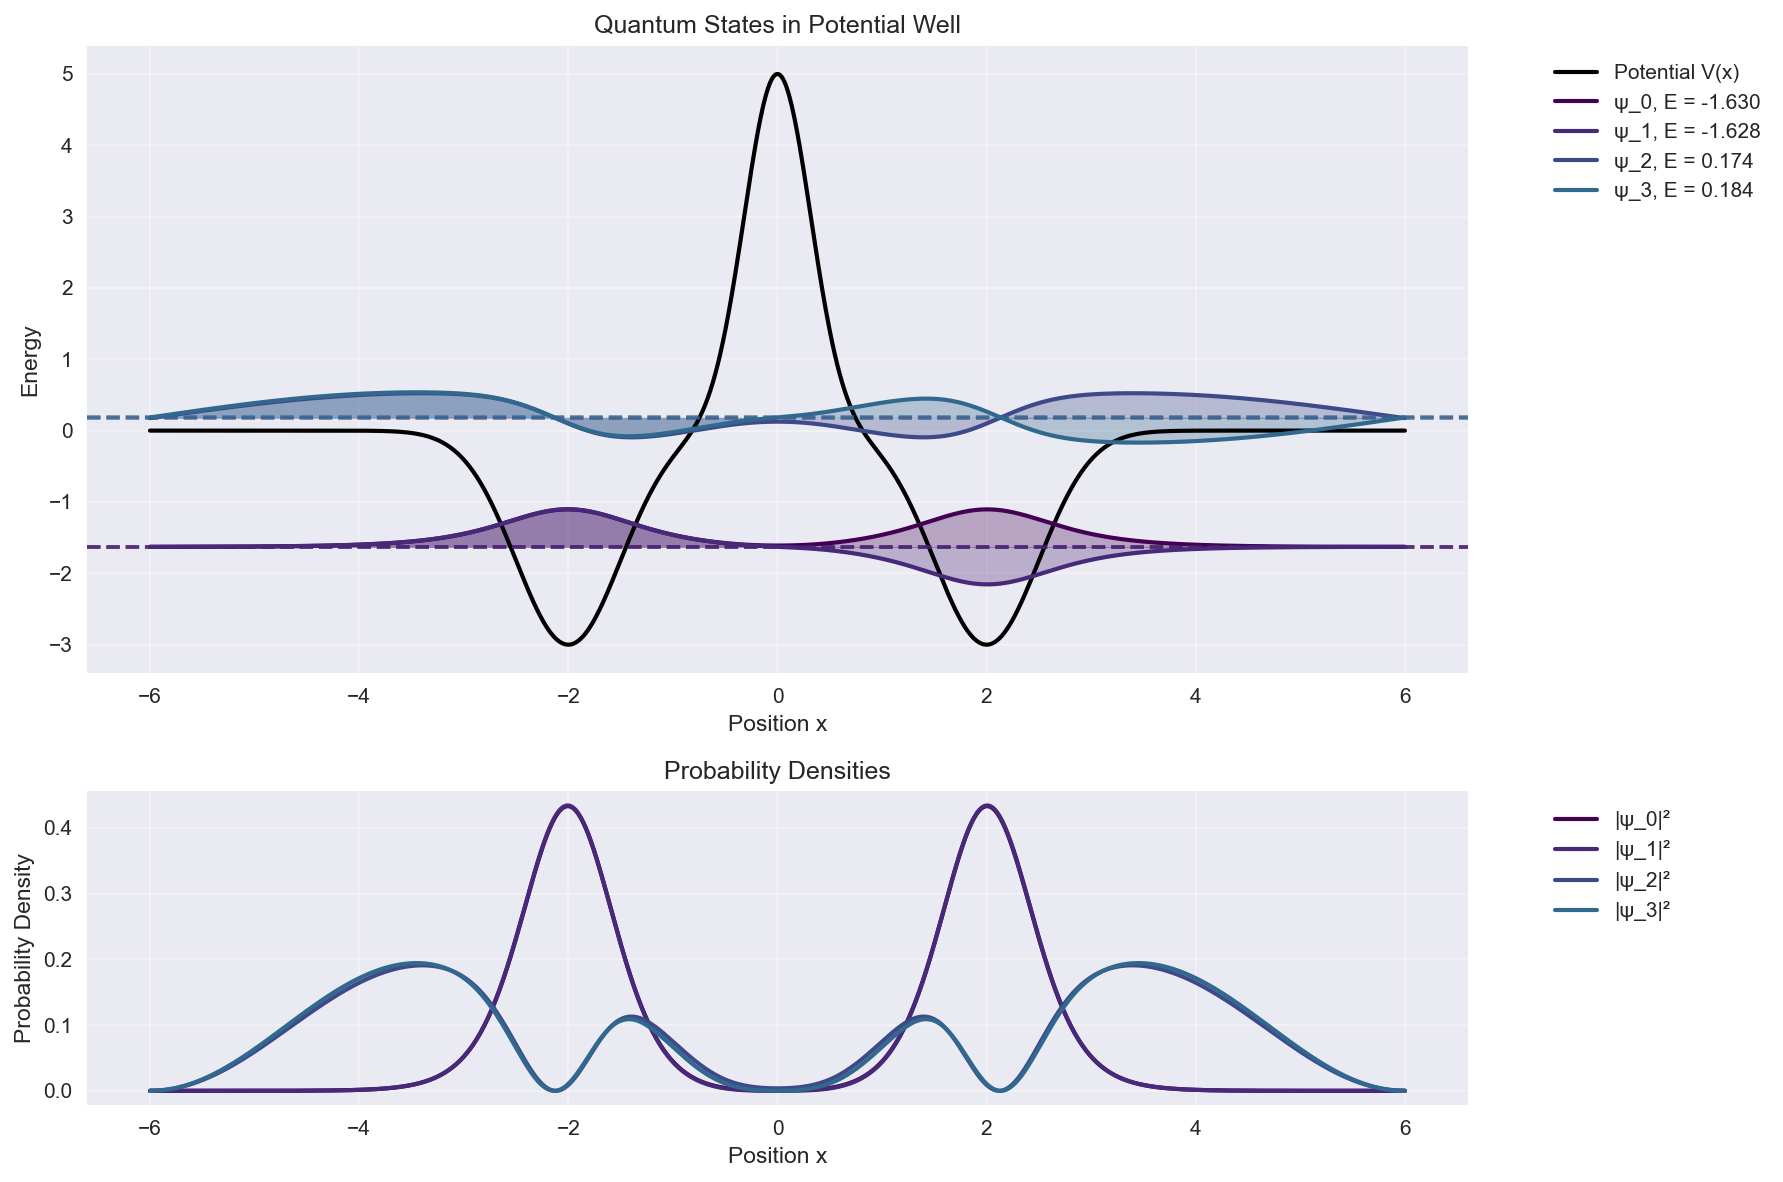 Quantum States in Potential Well
5
4
3
2
1
0
−1
−2
−3
Energy
−6
−4
−2
0
2
4
6
Position x
Potential V(x)
ψ_0, E = -1.630
ψ_1, E = -1.628
ψ_2, E = 0.174
ψ_3, E = 0.184
Probability Densities
0.4
0.3
0.2
0.1
0.0
Probability Density
−6
−4
−2
0
2
4
6
Position x
|ψ_0|²
|ψ_1|²
|ψ_2|²
|ψ_3|²